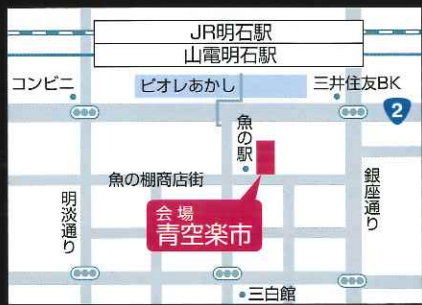 JR明石駅
山電明石駅
コンビニ
ピオレあかし
三井住友BK
2
魚の駅
魚の棚商店街
明淡通り
銀座通り
会場
青空楽市
三白館